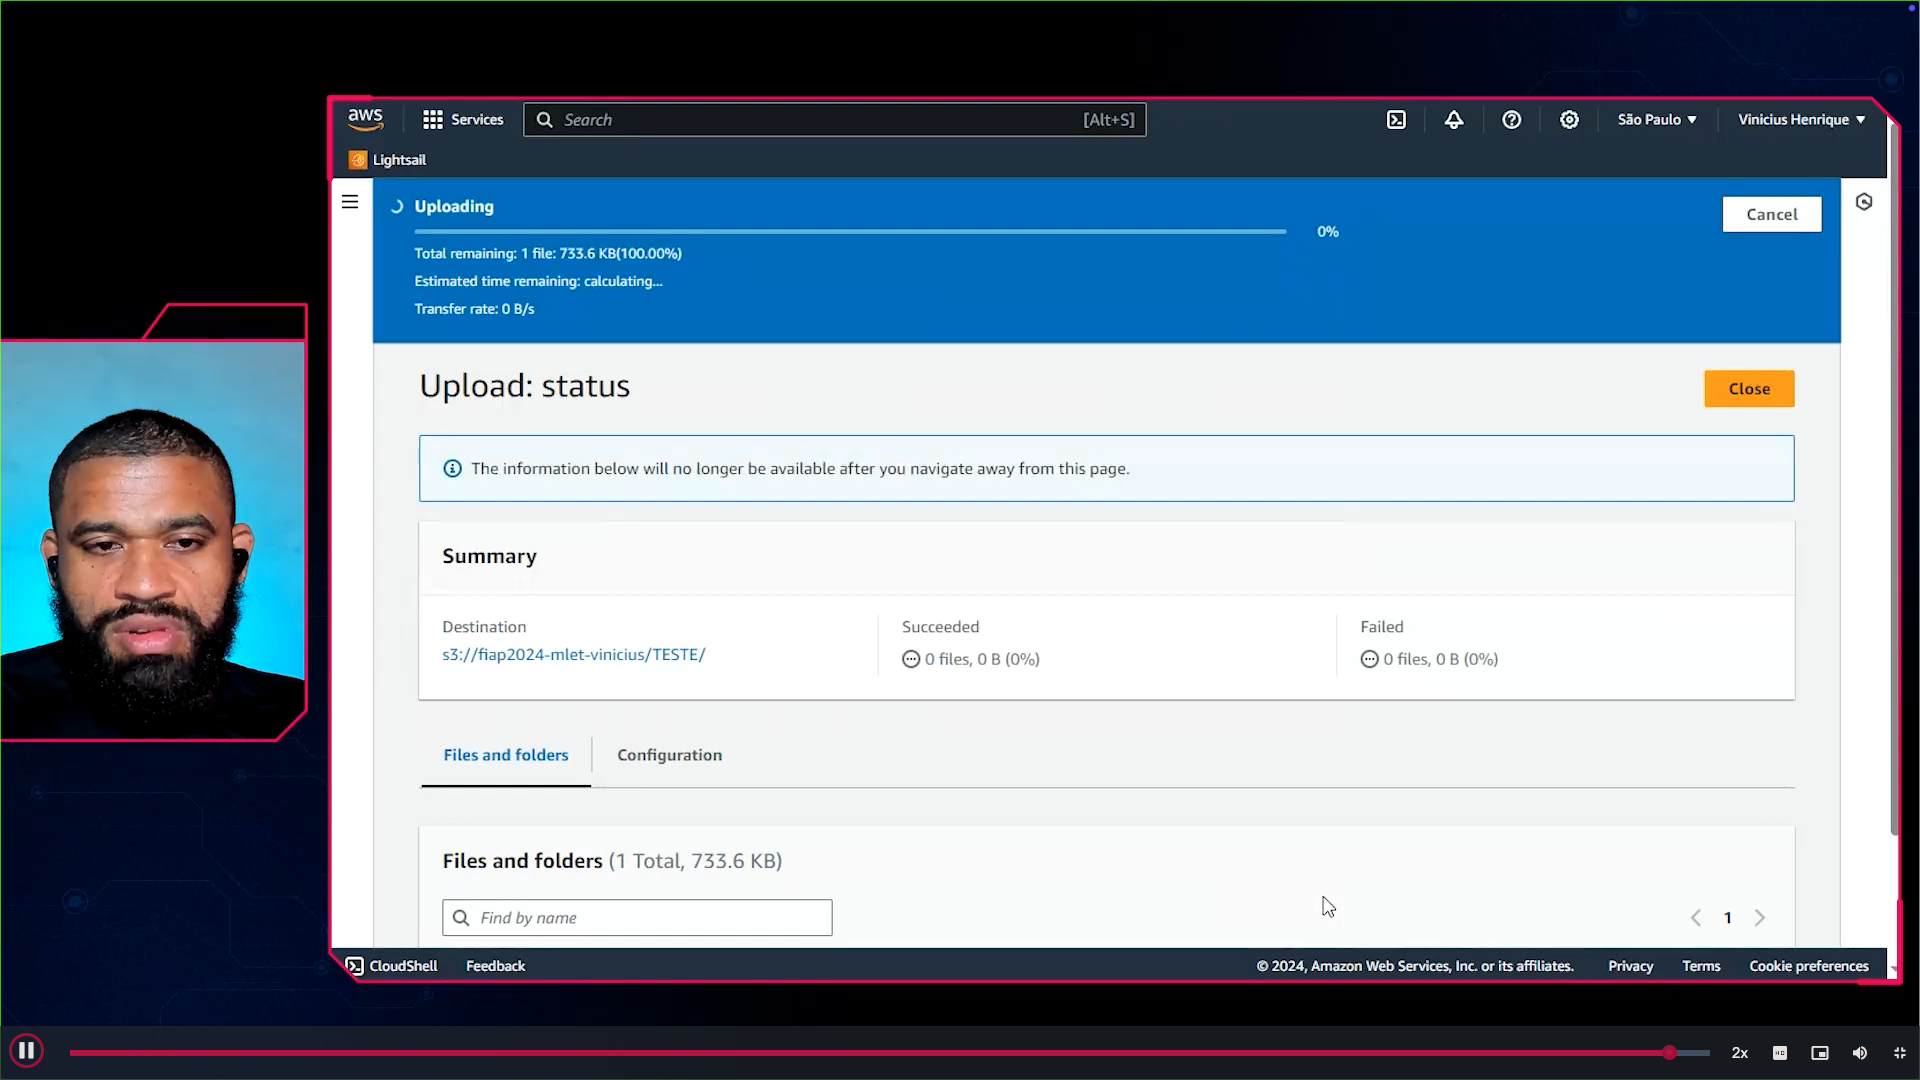 aws
Services
Search
[Alt+S]
São Paulo ▼
Vinicius Henrique ▼
Lightsail
Uploading
Cancel
0%
Total remaining: 1 file: 733.6 KB(100.00%)
Estimated time remaining: calculating...
Transfer rate: 0 B/s
Upload: status
Close
The information below will no longer be available after you navigate away from this page.
Summary
Destination
s3://fiap2024-mlet-vinicius/TESTE/
Succeeded
0 files, 0 B (0%)
Failed
0 files, 0 B (0%)
Files and folders
Configuration
Files and folders (1 Total, 733.6 KB)
Find by name
1
CloudShell
Feedback
© 2024, Amazon Web Services, Inc. or its affiliates.
Privacy
Terms
Cookie preferences
2x
HD